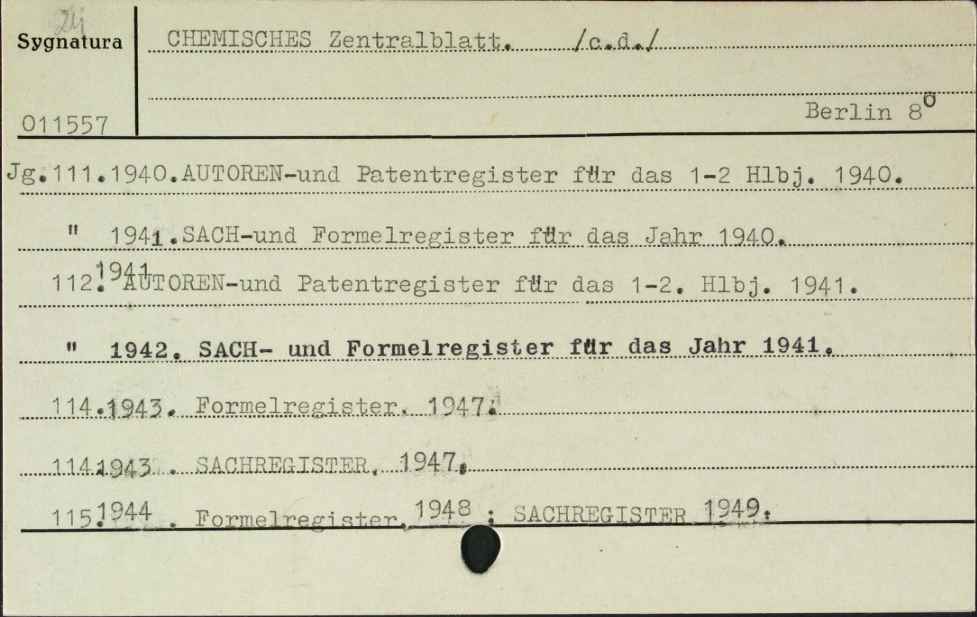 Sygnatura
CHEMISCHES Zentralblatt. /c.d./
Berlin 8°
011557
Jg.111.1940.AUTOREN-und Patentregister für das 1-2 Hlbj. 1940.
" 1941.SACH-und Formelregister für das Jahr 1940.
112.1941 AUTOREN-und Patentregister für das 1-2. Hlbj. 1941.
" 1942. SACH- und Formelregister für das Jahr 1941.
114.1943. Formelregister. 1947.
114.1943 . SACHREGISTER. 1947.
115.1944 . Formelregister. 1948 ; SACHREGISTER 1949.